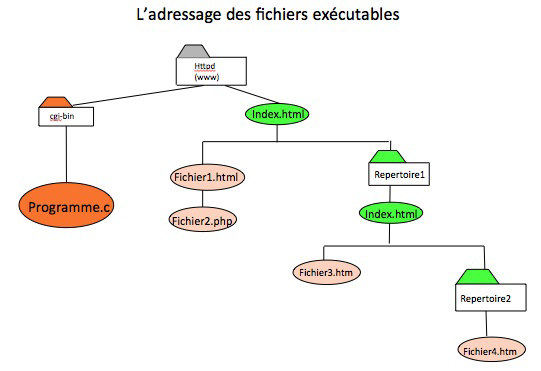 L'adressage des fichiers exécutables
Httpd
(www)
cgi-bin
Index.html
Fichier1.html
Repertoire1
Programme.c
Fichier2.php
Index.html
Fichier3.htm
Repertoire2
Fichier4.htm